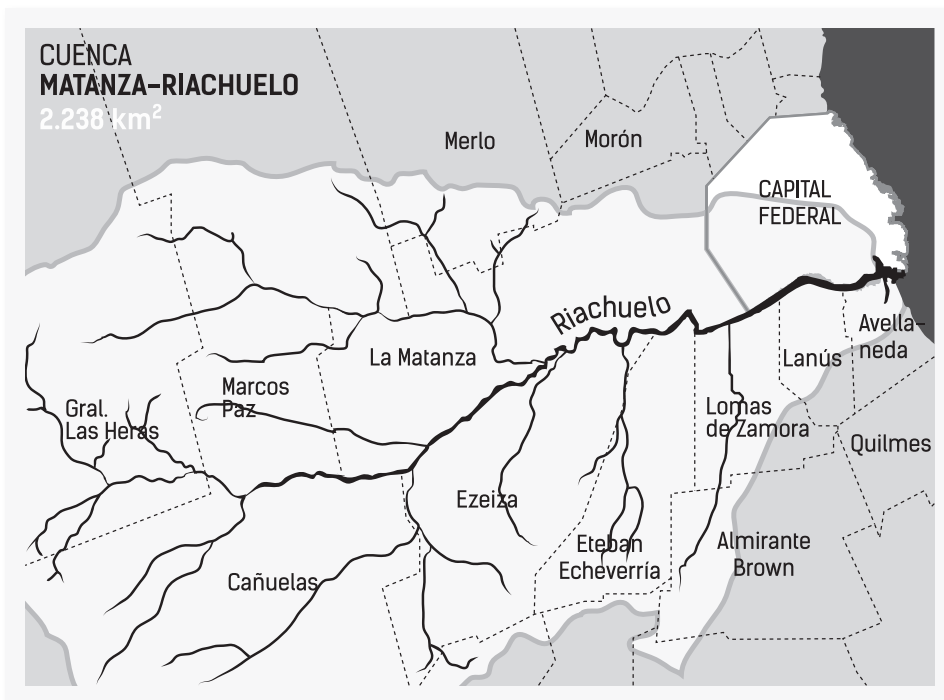 CUENCA
MATANZA-RIACHUELO
2.238 km²
Merlo
Morón
CAPITAL
FEDERAL
Riachuelo
Avella-
neda
La Matanza
Lanús
Marcos
Paz
Gral.
Las Heras
Lomas
de Zamora
Quilmes
Ezeiza
Eteban
Echeverría
Almirante
Brown
Cañuelas